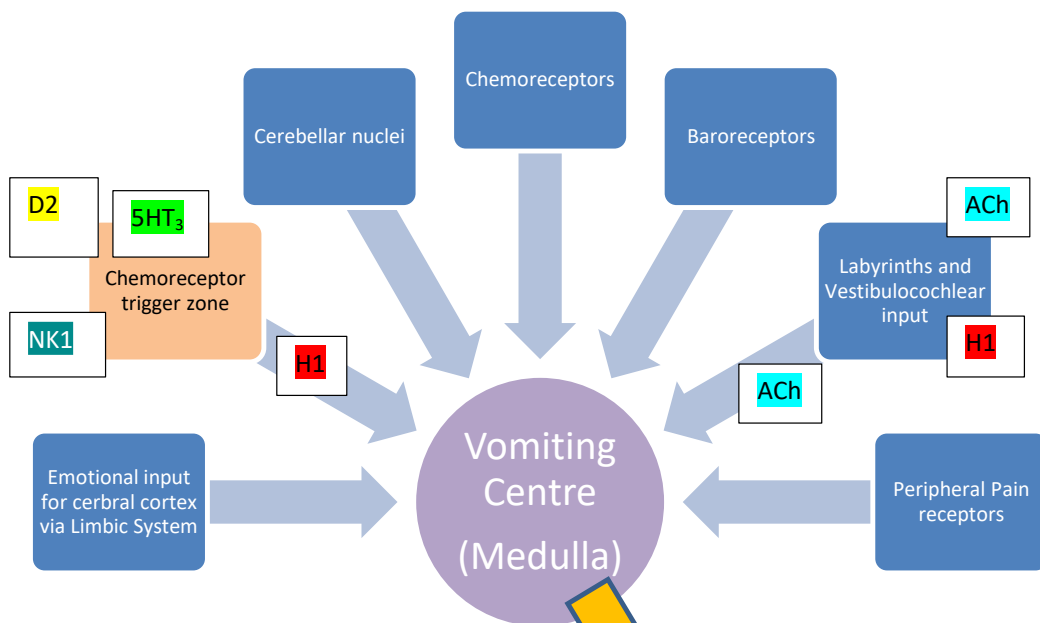 Chemoreceptors
Cerebellar nuclei
Baroreceptors
D2
5HT₃
ACh
Chemoreceptor
trigger zone
Labyrinths and
Vestibulocochlear
input
NK1
H1
H1
ACh
Vomiting
Centre
(Medulla)
Emotional input
for cerbral cortex
via Limbic System
Peripheral Pain
receptors